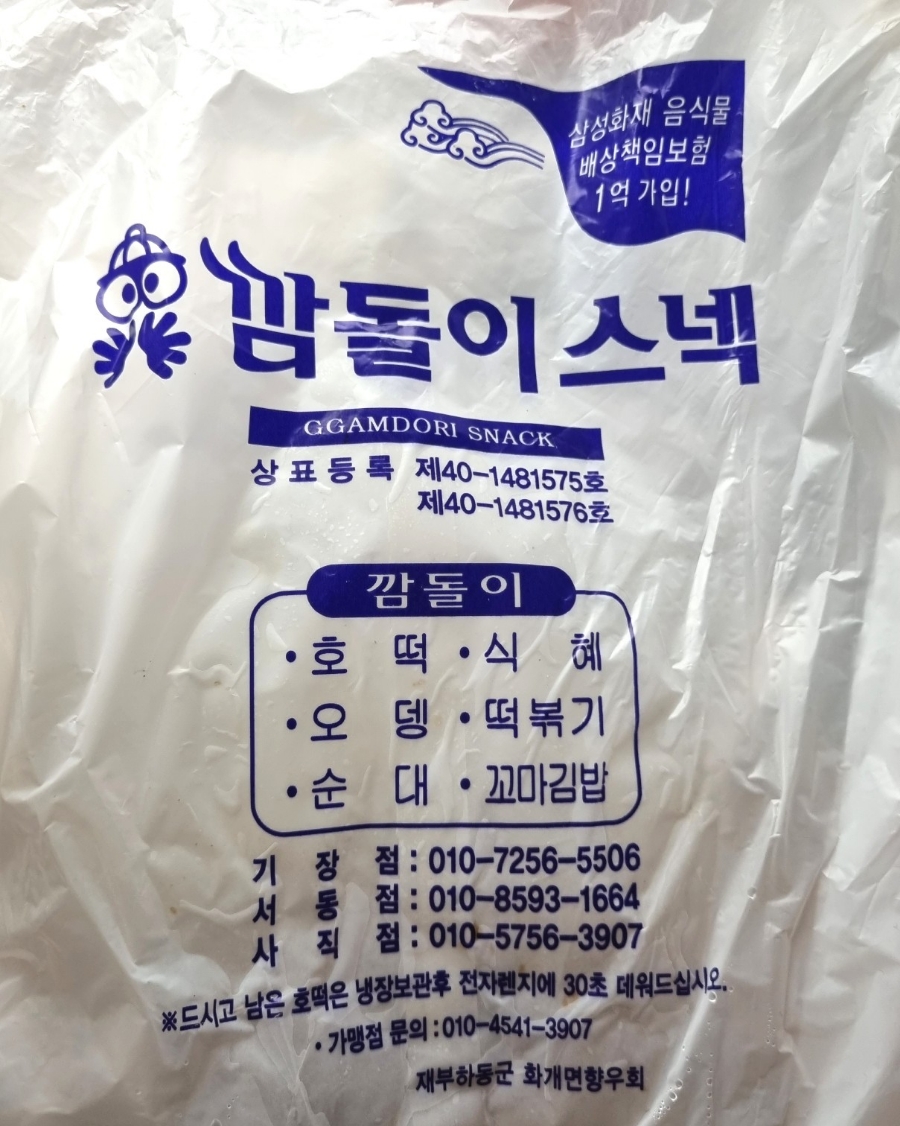 삼성화재 음식물
배상책임보험
1억 가입!
깜돌이스넥
GGAMDORI SNACK
상표등록 제40-1481575호
제40-1481576호
깜돌이
·호 떡 ·식 혜
·오 뎅 ·떡볶기
·순 대 ·꼬마김밥
기 장 점 : 010-7256-5506
서 동 점 : 010-8593-1664
사 직 점 : 010-5756-3907
※드시고 남은 호떡은 냉장보관후 전자렌지에 30초 데워드십시오.
·가맹점 문의 : 010-4541-3907
재부하동군 화개면향우회